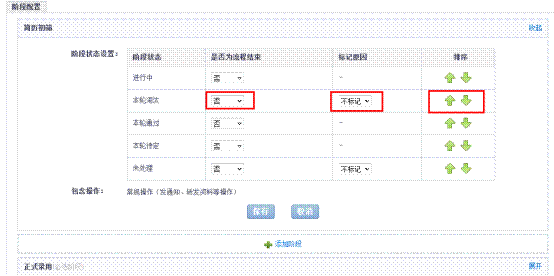 阶段配置
简历初筛 收起
阶段状态设置：
阶段状态 是否为流程结束 标记原因 排序
进行中 否 -
本轮淘汰 否 不标记
本轮通过 否 -
本轮待定 否 -
未处理 否 不标记
包含操作： 常规操作（发通知、转发资料等操作）
保存 取消
添加阶段
正式录用 展开